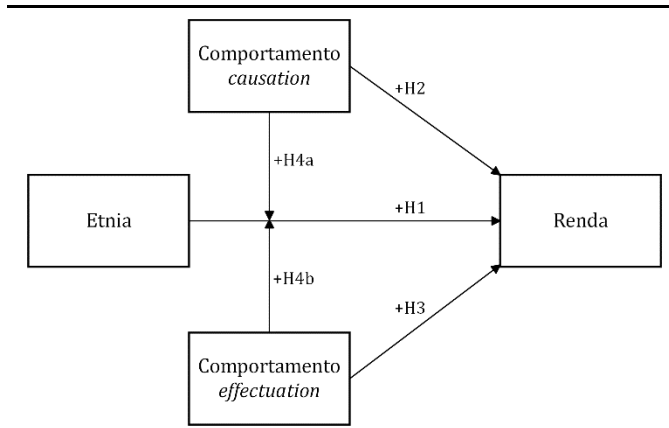 Comportamento
causation
+H2
+H4a
Etnia
+H1
Renda
+H4b
+H3
Comportamento
effectuation